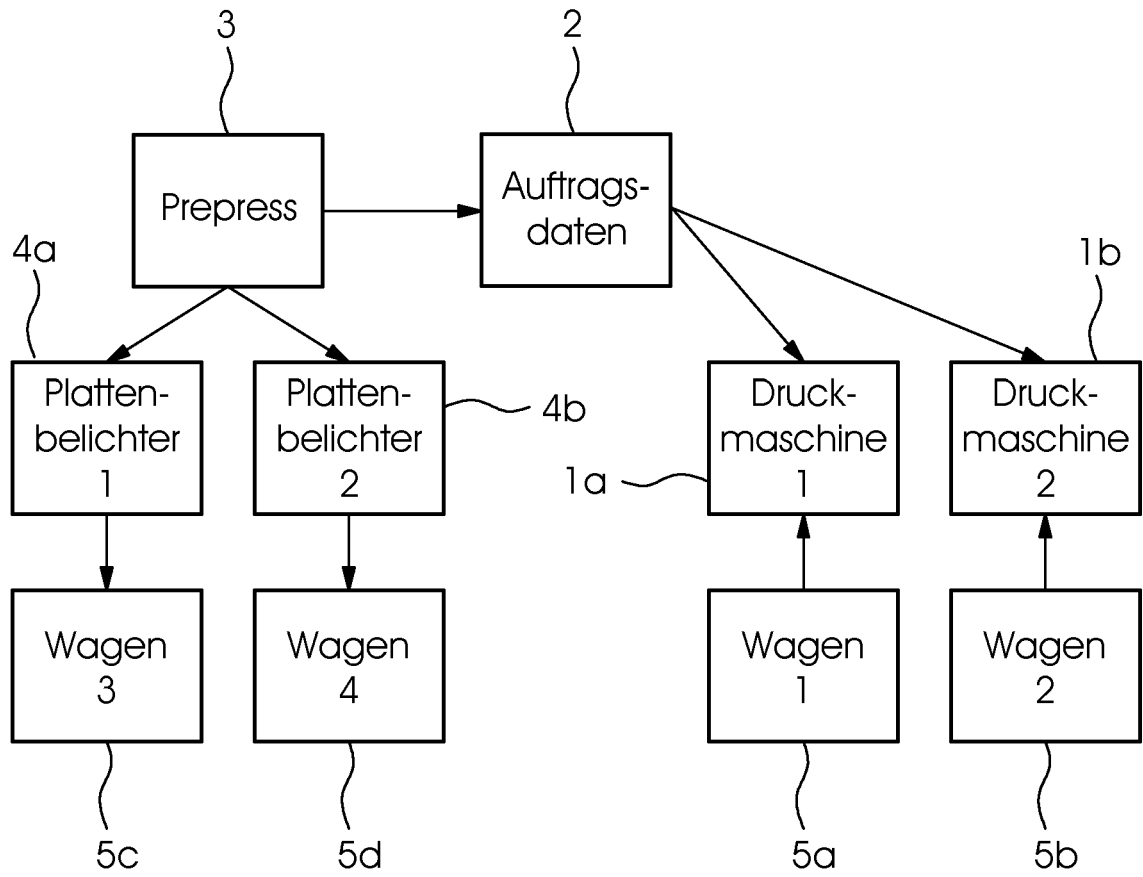 3
2
Prepress
Auftrags-
daten
4a
1b
Platten-
belichter
1
Platten-
belichter
2
4b
Druck-
maschine
1
1a
Druck-
maschine
2
Wagen
3
Wagen
4
Wagen
1
Wagen
2
5c
5d
5a
5b